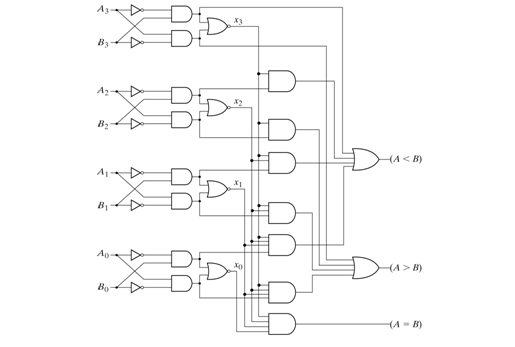 A3
x3
B3
A2
x2
B2
(A < B)
A1
x1
B1
A0
x0
(A > B)
B0
(A = B)